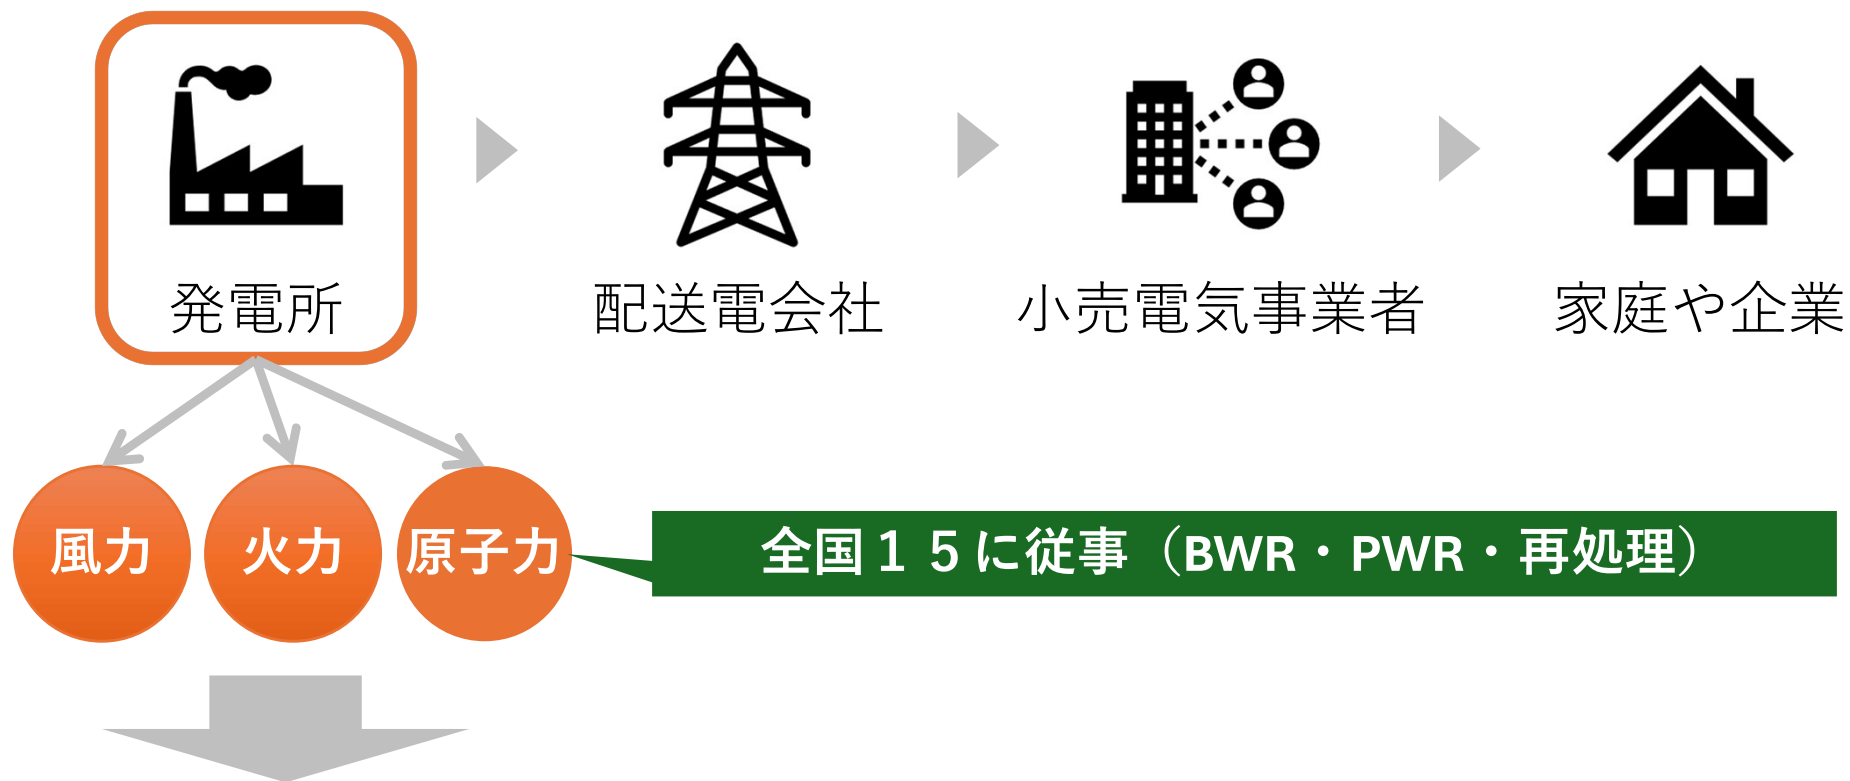 発電所
配送電会社
小売電気事業者
家庭や企業
風力
火力
原子力
全国１５に従事（BWR・PWR・再処理）